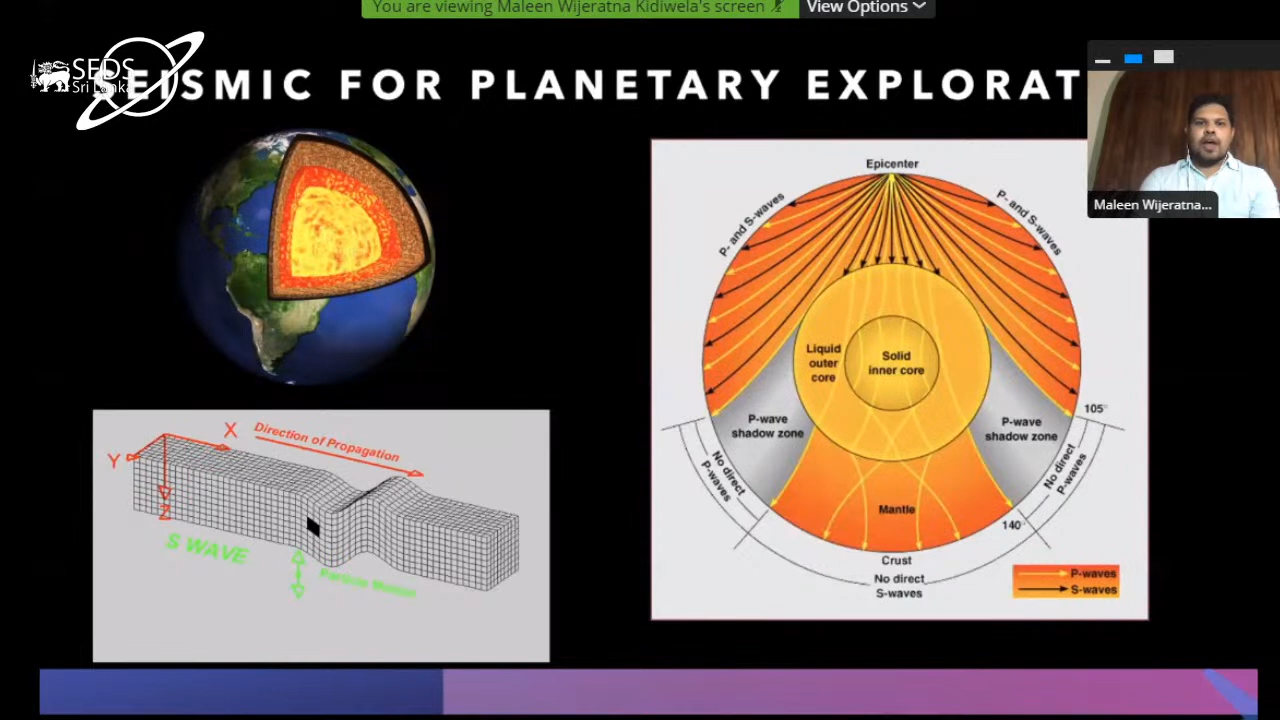 You are viewing Maleen Wijeratna Kidiwela's screen
View Options
SEDS
Sri Lanka
SEISMIC FOR PLANETARY EXPLORAT
Maleen Wijeratna...
Epicenter
P- and S-waves
P- and S-waves
Liquid
outer
core
Solid
inner core
P-wave
shadow zone
P-wave
shadow zone
105°
No direct
P-waves
No direct
P-waves
Mantle
140°
Crust
No direct
S-waves
P-waves
S-waves
X
Direction of Propagation
Y
Z
S WAVE
Particle Motion